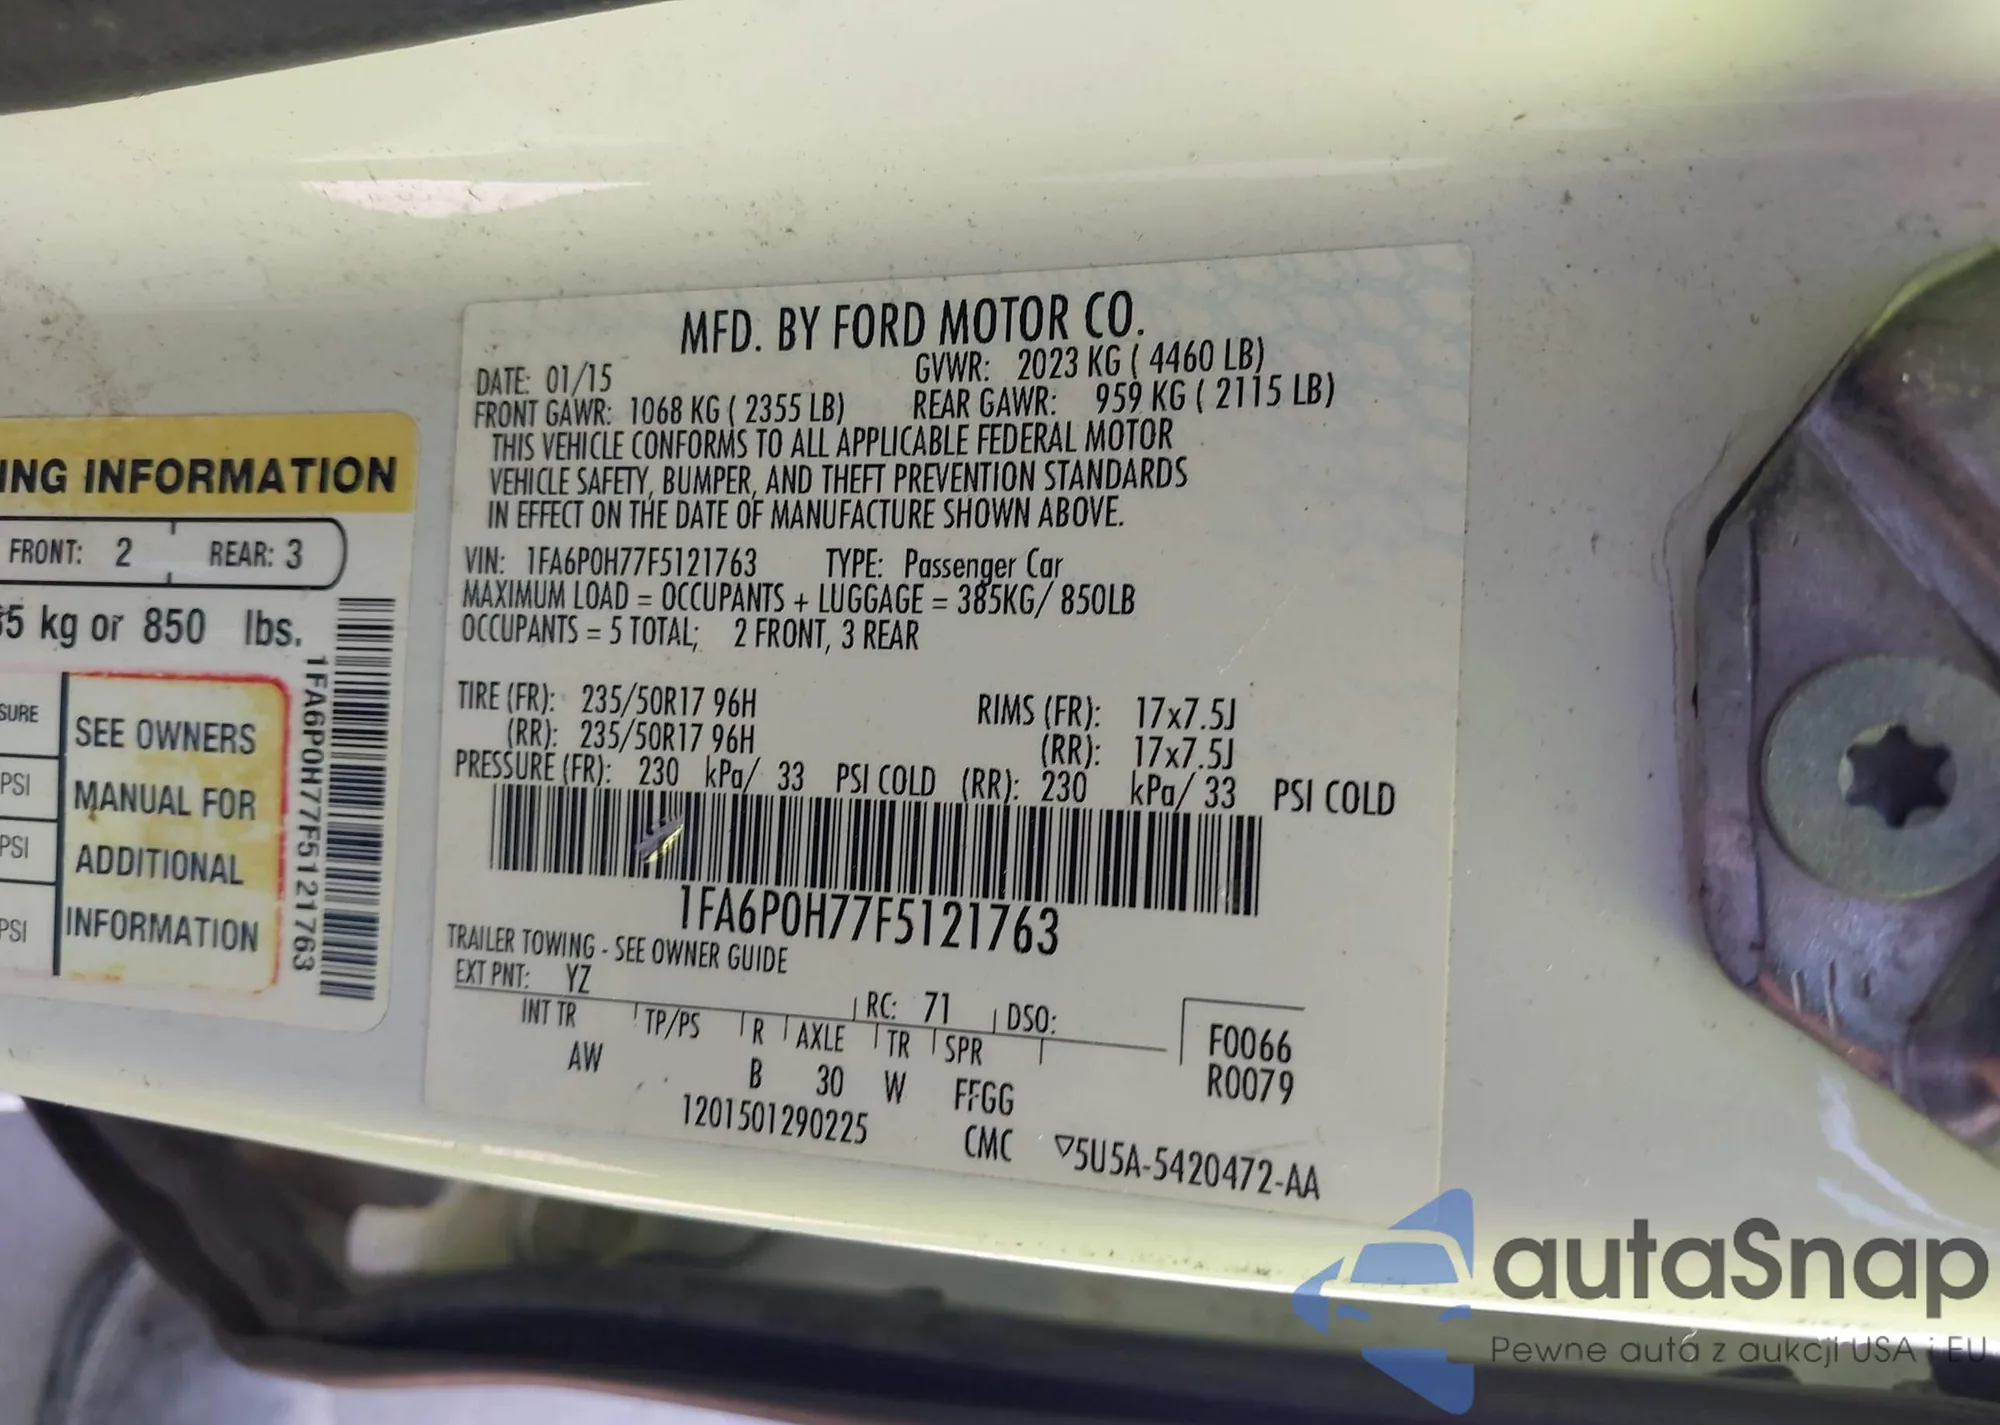 ING INFORMATION
FRONT: 2 REAR: 3
5 kg or 850 lbs.
SURE
PSI
PSI
PSI
SEE OWNERS
MANUAL FOR
ADDITIONAL
INFORMATION
1FA6P0H77F5121763
MFD. BY FORD MOTOR CO.
DATE: 01/15 GVWR: 2023 KG ( 4460 LB)
FRONT GAWR: 1068 KG ( 2355 LB) REAR GAWR: 959 KG ( 2115 LB)
THIS VEHICLE CONFORMS TO ALL APPLICABLE FEDERAL MOTOR
VEHICLE SAFETY, BUMPER, AND THEFT PREVENTION STANDARDS
IN EFFECT ON THE DATE OF MANUFACTURE SHOWN ABOVE.
VIN: 1FA6P0H77F5121763 TYPE: Passenger Car
MAXIMUM LOAD = OCCUPANTS + LUGGAGE = 385KG/ 850LB
OCCUPANTS = 5 TOTAL; 2 FRONT, 3 REAR
TIRE (FR): 235/50R17 96H RIMS (FR): 17x7.5J
(RR): 235/50R17 96H (RR): 17x7.5J
PRESSURE (FR): 230 kPa/ 33 PSI COLD (RR): 230 kPa/ 33 PSI COLD
1FA6P0H77F5121763
TRAILER TOWING - SEE OWNER GUIDE
EXT PNT: YZ RC: 71 DSO:
INT TR TP/PS R AXLE TR SPR F0066
AW B 30 W FFGG R0079
1201501290225 CMC ▽5U5A-5420472-AA
autaSnap
Pewne auta z aukcji USA i EU